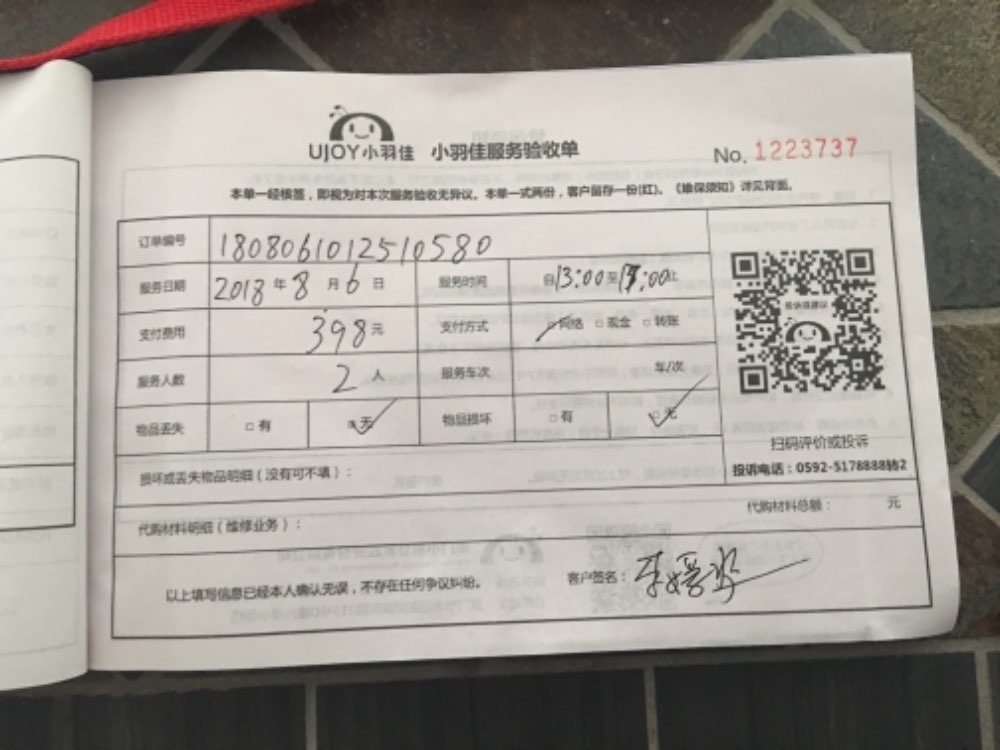 UJOY小羽佳 小羽佳服务验收单
No. 1223737
本单一经核签，即视为对本次服务验收无异议。本单一式两份，客户留存一份(红)。《维保须知》详见背面。
订单编号 1808061012510580
服务日期 2018年8月6日 服务时间 自13:00至17:00止
支付费用 398元 支付方式 □网络 □现金 □转账
服务人数 2人 服务车次 车/次
物品丢失 □有 □无 物品损坏 □有 □无
扫码评价或投诉
投诉电话：0592-5178888转2
损坏或丢失物品明细（没有可不填）：
代购材料明细（维修业务）： 代购材料总额： 元
以上填写信息已经本人确认无误，不存在任何争议纠纷。 客户签名：